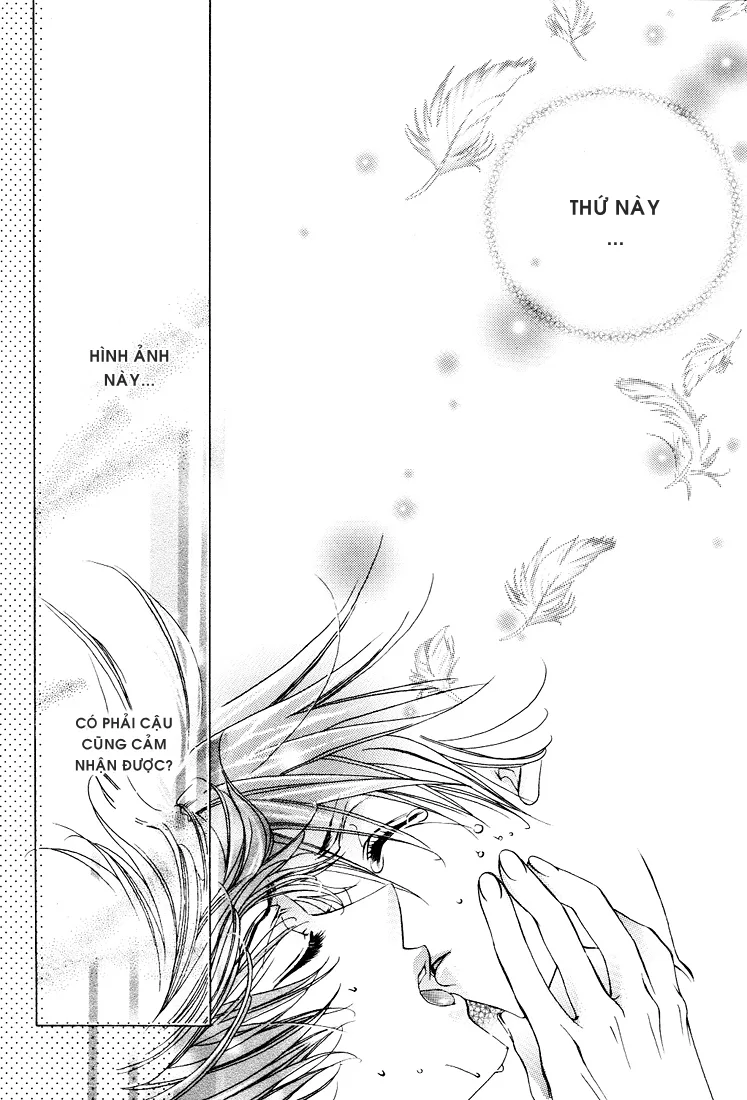 THỨ NÀY
...
HÌNH ẢNH
NÀY...
CÓ PHẢI CẬU
CŨNG CẢM
NHẬN ĐƯỢC?